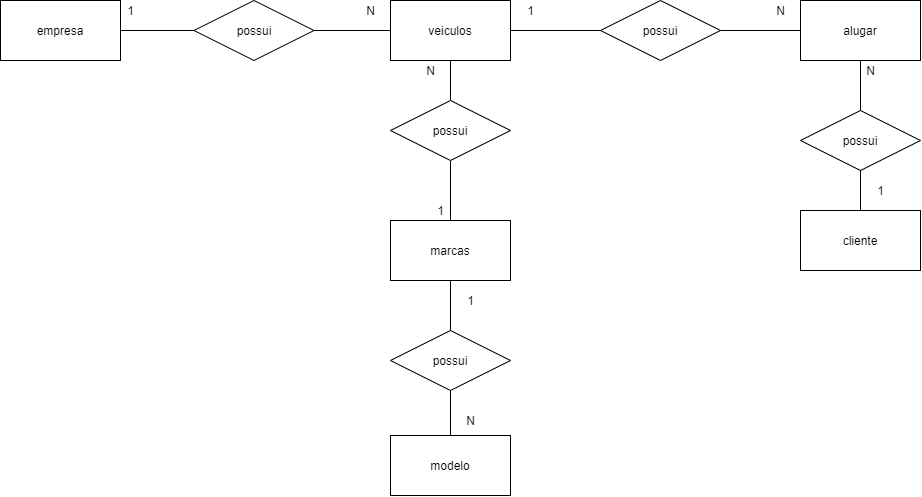 1
N
1
N
empresa
possui
veiculos
possui
alugar
N
N
possui
possui
1
1
marcas
cliente
1
possui
N
modelo